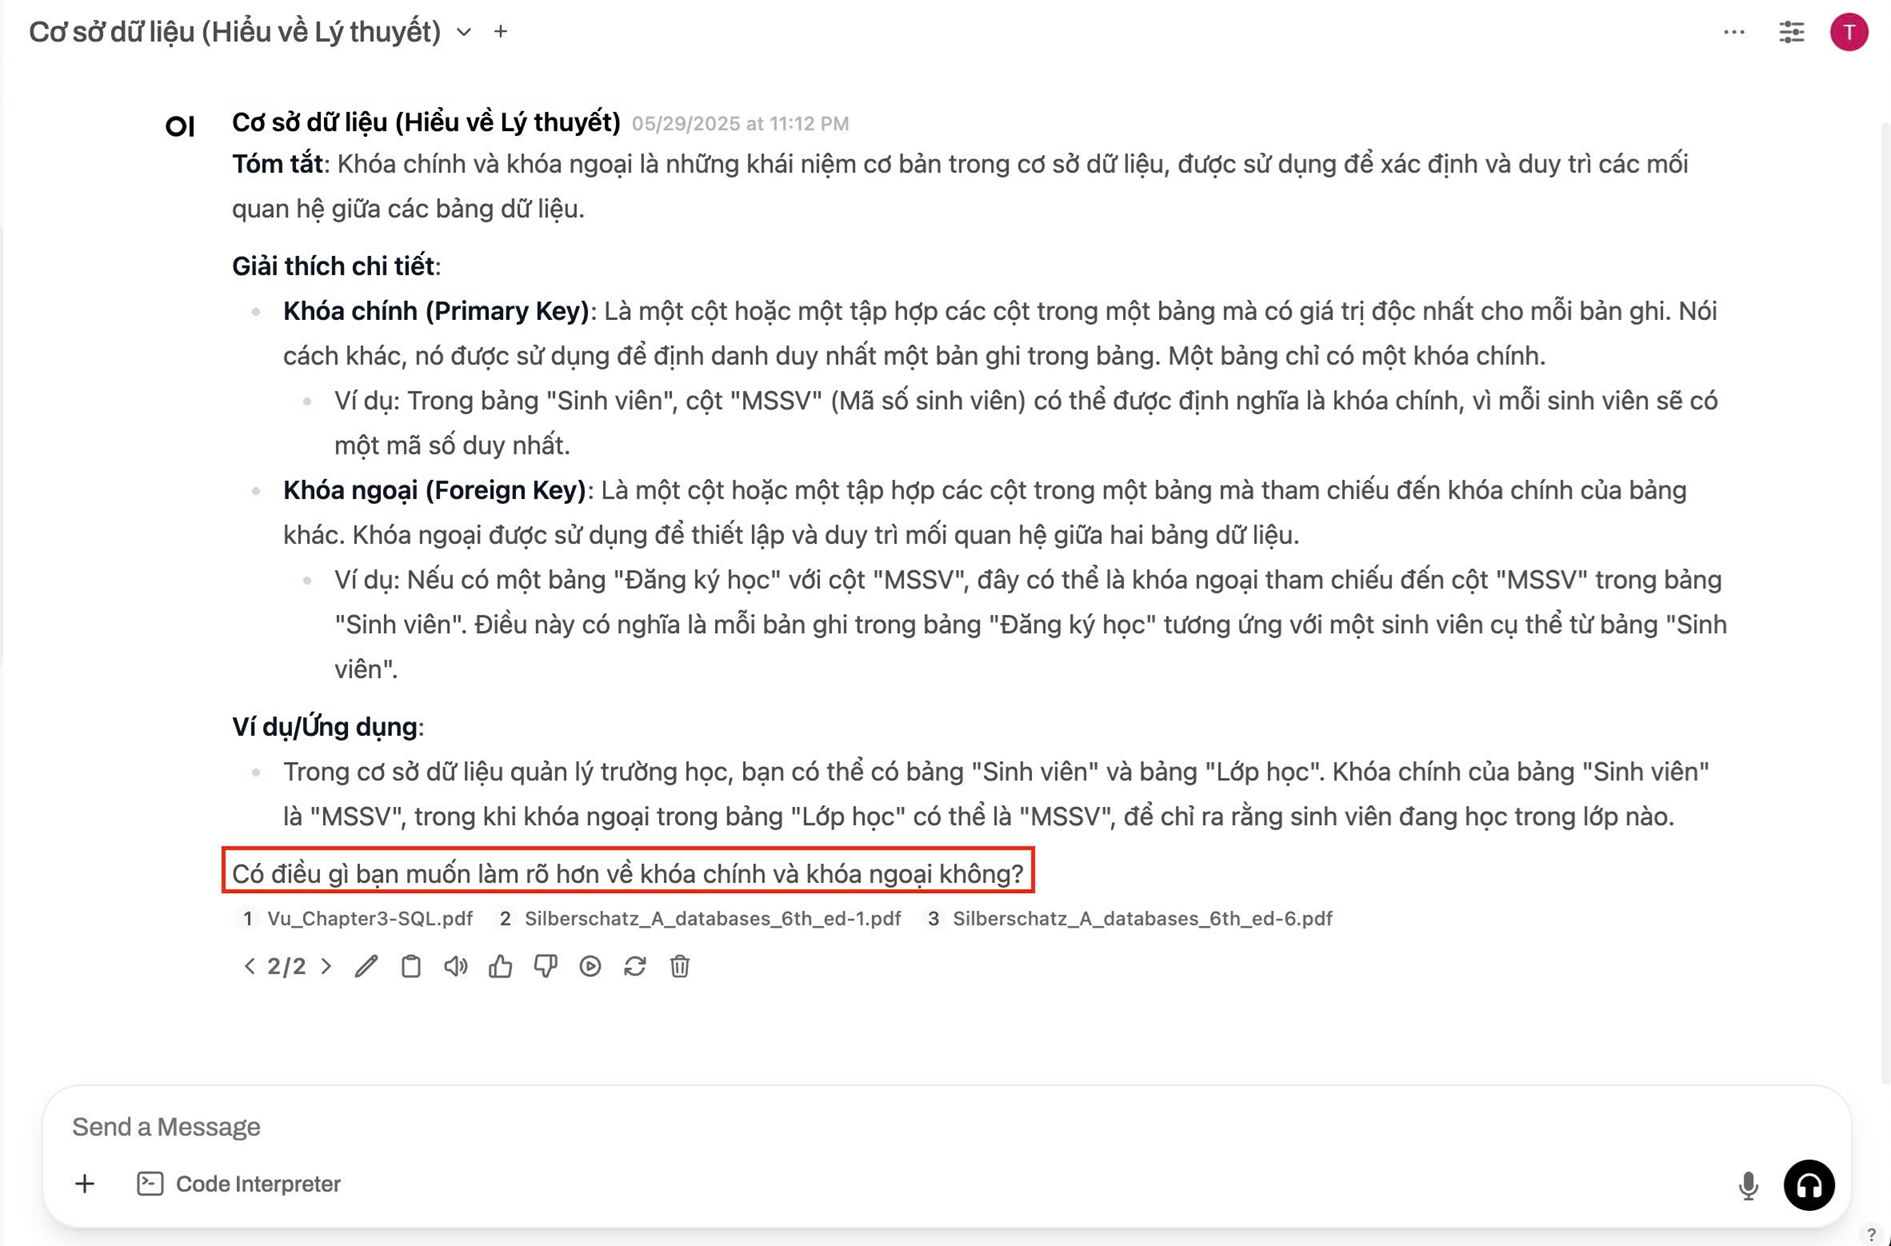 Cơ sở dữ liệu (Hiểu về Lý thuyết)
T
OI
Cơ sở dữ liệu (Hiểu về Lý thuyết) 05/29/2025 at 11:12 PM
Tóm tắt: Khóa chính và khóa ngoại là những khái niệm cơ bản trong cơ sở dữ liệu, được sử dụng để xác định và duy trì các mối
quan hệ giữa các bảng dữ liệu.
Giải thích chi tiết:
Khóa chính (Primary Key): Là một cột hoặc một tập hợp các cột trong một bảng mà có giá trị độc nhất cho mỗi bản ghi. Nói
cách khác, nó được sử dụng để định danh duy nhất một bản ghi trong bảng. Một bảng chỉ có một khóa chính.
Ví dụ: Trong bảng "Sinh viên", cột "MSSV" (Mã số sinh viên) có thể được định nghĩa là khóa chính, vì mỗi sinh viên sẽ có
một mã số duy nhất.
Khóa ngoại (Foreign Key): Là một cột hoặc một tập hợp các cột trong một bảng mà tham chiếu đến khóa chính của bảng
khác. Khóa ngoại được sử dụng để thiết lập và duy trì mối quan hệ giữa hai bảng dữ liệu.
Ví dụ: Nếu có một bảng "Đăng ký học" với cột "MSSV", đây có thể là khóa ngoại tham chiếu đến cột "MSSV" trong bảng
"Sinh viên". Điều này có nghĩa là mỗi bản ghi trong bảng "Đăng ký học" tương ứng với một sinh viên cụ thể từ bảng "Sinh
viên".
Ví dụ/Ứng dụng:
Trong cơ sở dữ liệu quản lý trường học, bạn có thể có bảng "Sinh viên" và bảng "Lớp học". Khóa chính của bảng "Sinh viên"
là "MSSV", trong khi khóa ngoại trong bảng "Lớp học" có thể là "MSSV", để chỉ ra rằng sinh viên đang học trong lớp nào.
Có điều gì bạn muốn làm rõ hơn về khóa chính và khóa ngoại không?
1 Vu_Chapter3-SQL.pdf 2 Silberschatz_A_databases_6th_ed-1.pdf 3 Silberschatz_A_databases_6th_ed-6.pdf
2/2
Send a Message
Code Interpreter
?